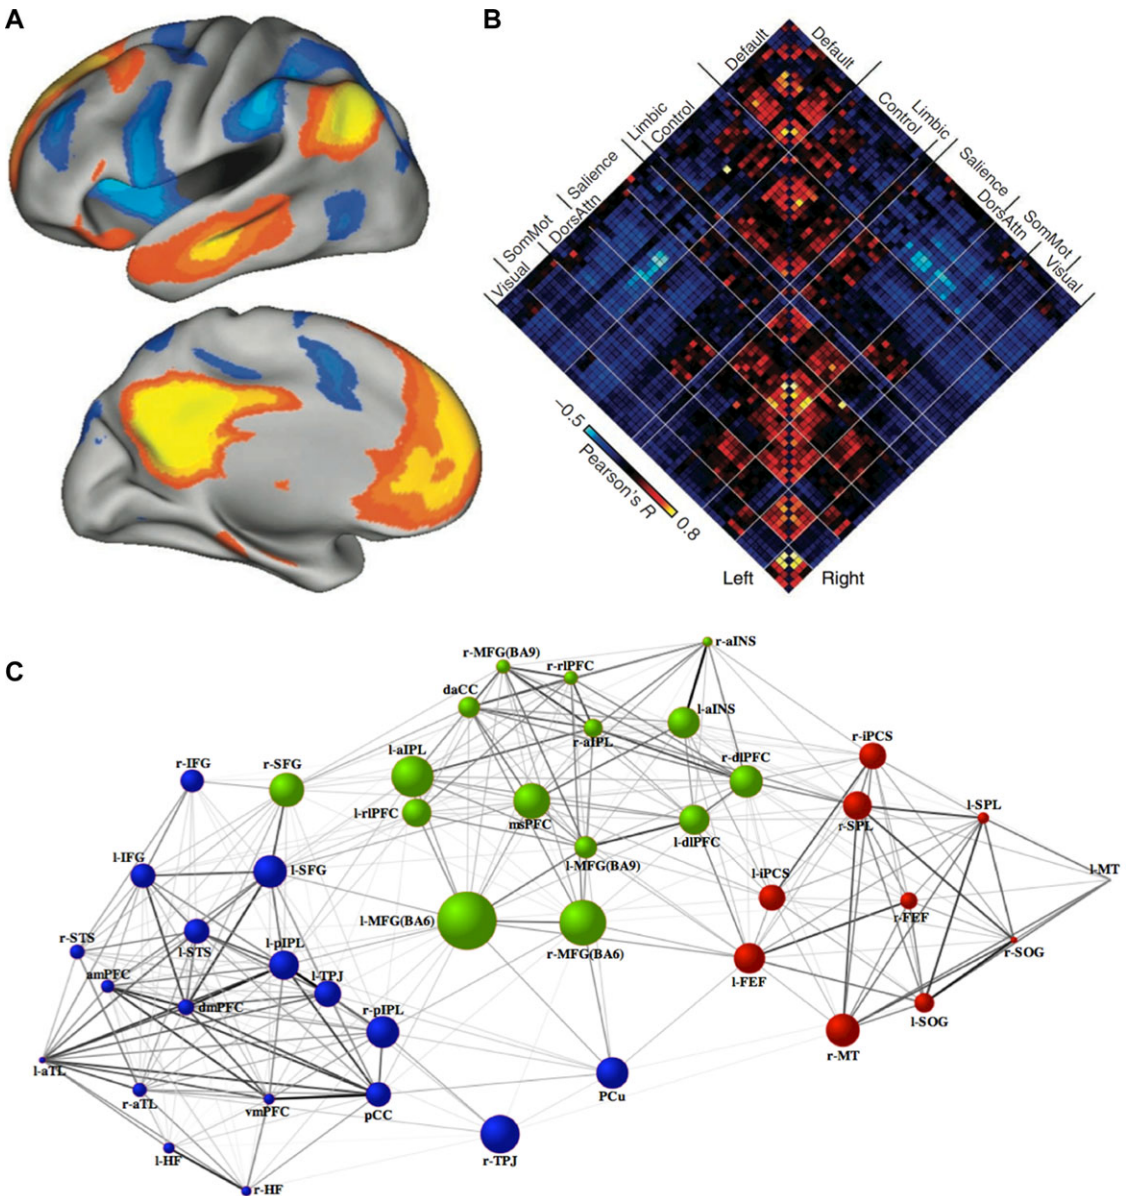 A
B
Default
Default
Limbic
Control
Limbic
Control
Salience
DorsAttn
Salience
DorsAttn
SomMot
Visual
SomMot
Visual
–0.5
Pearson's R
0.8
Left
Right
C
r-aINS
r-MFG(BA9)
r-rlPFC
daCC
l-aINS
r-aIPL
r-iPCS
l-aIPL
r-dlPFC
r-IFG
r-SFG
l-rlPFC
msPFC
l-SPL
r-SPL
l-dlPFC
l-IFG
l-SFG
l-MFG(BA9)
l-iPCS
l-MT
l-MFG(BA6)
r-FEF
r-STS
l-STS
l-pIPL
r-MFG(BA6)
r-SOG
amPFC
l-TPJ
l-FEF
dmPFC
r-pIPL
l-SOG
r-MT
l-aTL
PCu
r-aTL
vmPFC
pCC
l-HF
r-TPJ
r-HF